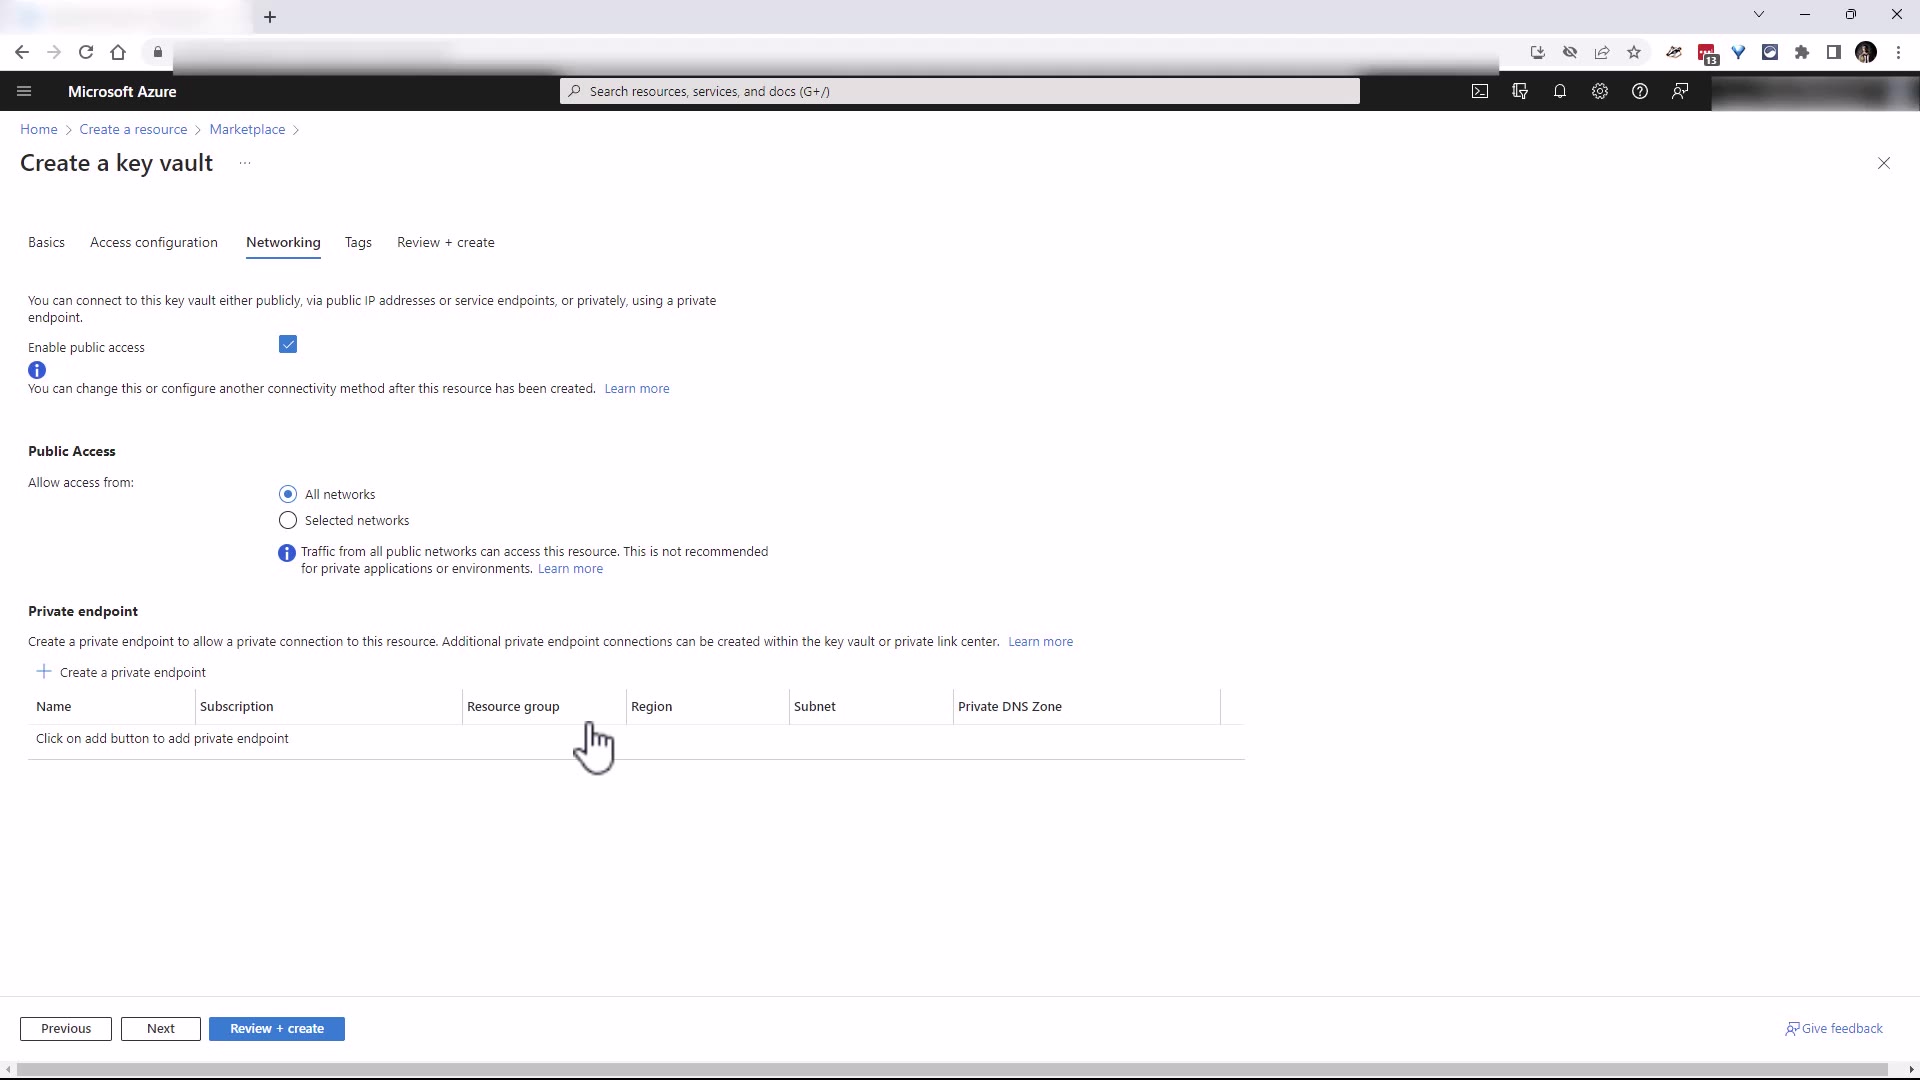 13
Microsoft Azure
Search resources, services, and docs (G+/)
Home > Create a resource > Marketplace >
Create a key vault ...
Basics Access configuration Networking Tags Review + create
You can connect to this key vault either publicly, via public IP addresses or service endpoints, or privately, using a private
endpoint.
Enable public access
You can change this or configure another connectivity method after this resource has been created. Learn more
Public Access
Allow access from:
All networks
Selected networks
Traffic from all public networks can access this resource. This is not recommended
for private applications or environments. Learn more
Private endpoint
Create a private endpoint to allow a private connection to this resource. Additional private endpoint connections can be created within the key vault or private link center. Learn more
+ Create a private endpoint
Name Subscription Resource group Region Subnet Private DNS Zone
Click on add button to add private endpoint
Previous Next Review + create Give feedback